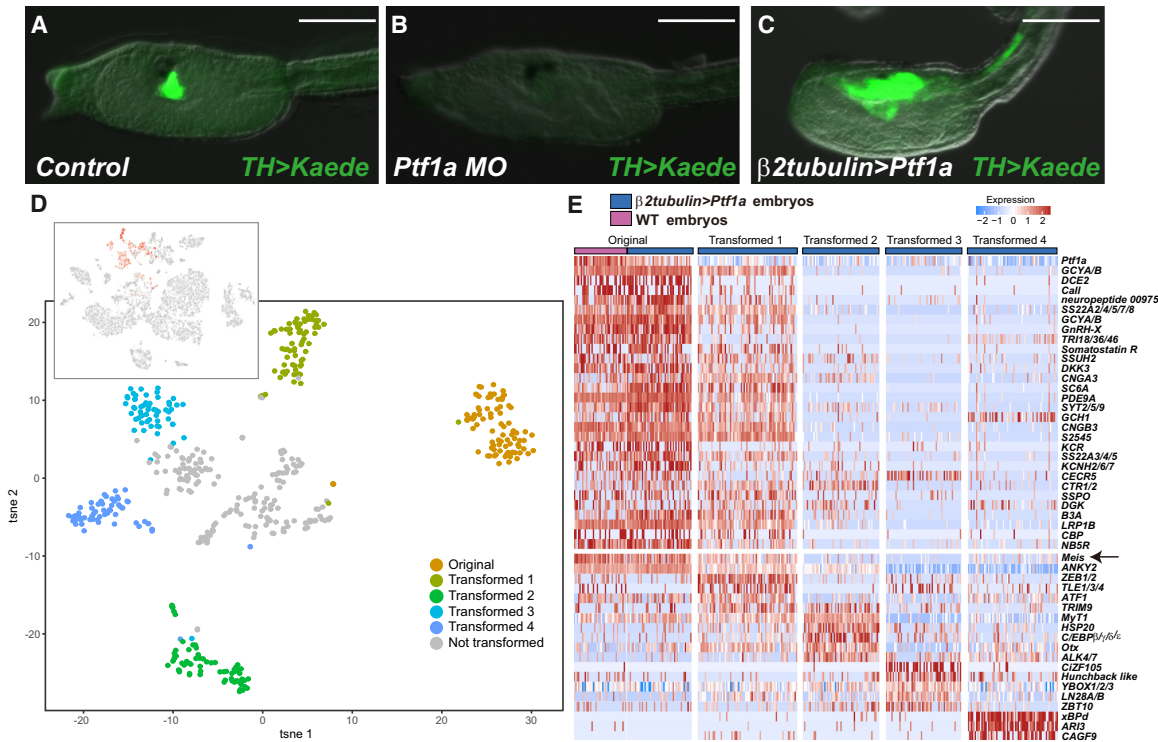 A
Control
TH>Kaede
B
Ptf1a MO
TH>Kaede
C
β2tubulin>Ptf1a
TH>Kaede
D
20
10
0
-10
-20
tsne 2
-20
-10
0
10
20
30
tsne 1
Original
Transformed 1
Transformed 2
Transformed 3
Transformed 4
Not transformed
E
β2tubulin>Ptf1a embryos
WT embryos
Expression
−2 −1 0 1 2
Original
Transformed 1
Transformed 2
Transformed 3
Transformed 4
Ptf1a
GCYA/B
DCE2
Call
neuropeptide 00975
SS22A2/4/5/7/8
GCYA/B
GnRH-X
TRI18/36/46
Somatostatin R
SSUH2
DKK3
CNGA3
SC6A
PDE9A
SYT2/5/9
GCH1
CNGB3
S2545
KCR
SS22A3/4/5
KCNH2/6/7
CECR5
CTR1/2
SSPO
DGK
B3A
LRP1B
CBP
NB5R
Meis
ANKY2
ZEB1/2
TLE1/3/4
ATF1
TRIM9
MyT1
HSP20
C/EBPβ/γ/δ/ε
Otx
ALK4/7
CiZF105
Hunchback like
YBOX1/2/3
LN28A/B
ZBT10
xBPd
ARI3
CAGF9